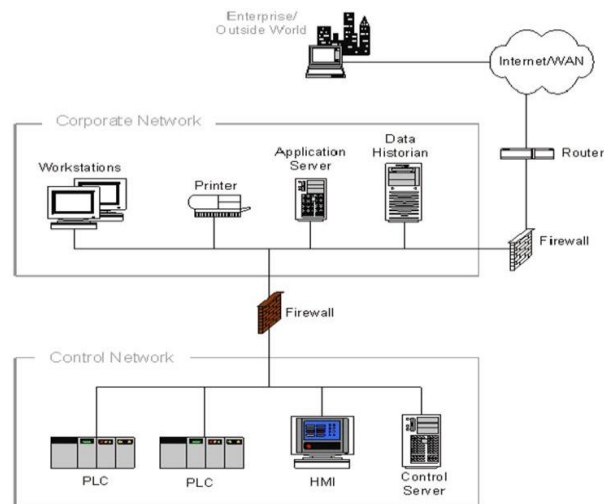 Enterprise/
Outside World
Internet/WAN
Corporate Network
Workstations
Printer
Application
Server
Data
Historian
Router
Firewall
Firewall
Control Network
PLC
PLC
HMI
Control
Server